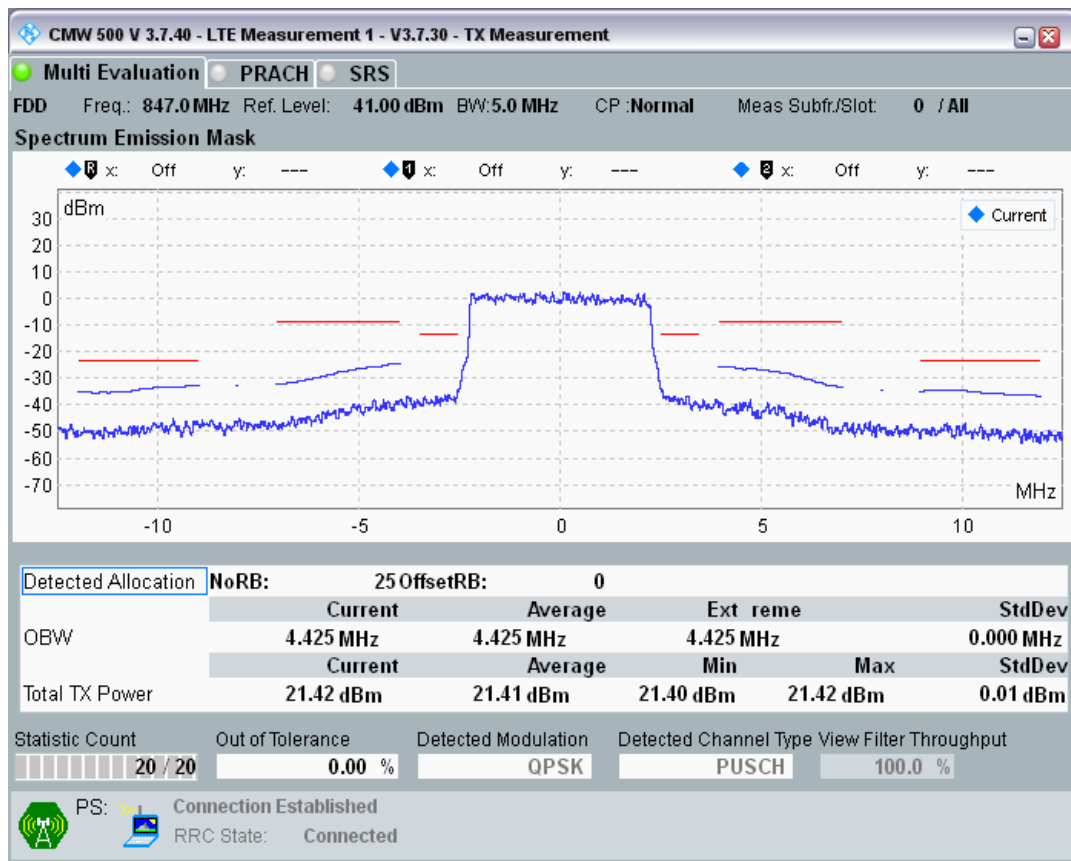 CMW 500 V 3.7.40 - LTE Measurement 1 - V3.7.30 - TX Measurement
Multi Evaluation PRACH SRS
FDD Freq.: 847.0 MHz Ref. Level: 41.00 dBm BW:5.0 MHz CP :Normal Meas Subfr./Slot: 0 / All
Spectrum Emission Mask
R x: Off y: --- 1 x: Off y: --- 2 x: Off y: ---
dBm
Current
30
20
10
0
-10
-20
-30
-40
-50
-60
-70
MHz
-10 -5 0 5 10
Detected Allocation NoRB: 25 OffsetRB: 0
Current Average Ext reme StdDev
OBW 4.425 MHz 4.425 MHz 4.425 MHz 0.000 MHz
Current Average Min Max StdDev
Total TX Power 21.42 dBm 21.41 dBm 21.40 dBm 21.42 dBm 0.01 dBm
Statistic Count Out of Tolerance Detected Modulation Detected Channel Type View Filter Throughput
20 / 20 0.00 % QPSK PUSCH 100.0 %
PS: Connection Established
RRC State: Connected